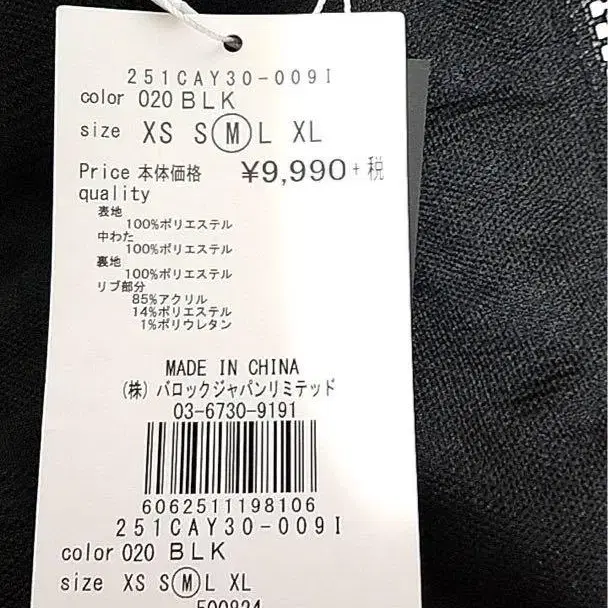 251CAY30-009I
color 020 BLK
size XS S M L XL
Price 本体価格 ¥9,990+税
quality
表地
100%ポリエステル
中わた
100%ポリエステル
裏地
100%ポリエステル
リブ部分
85%アクリル
14%ポリエステル
1%ポリウレタン
MADE IN CHINA
(株) バロックジャパンリミテッド
03-6730-9191
6062511198106
251CAY30-009I
color 020 BLK
size XS S M L XL
500824